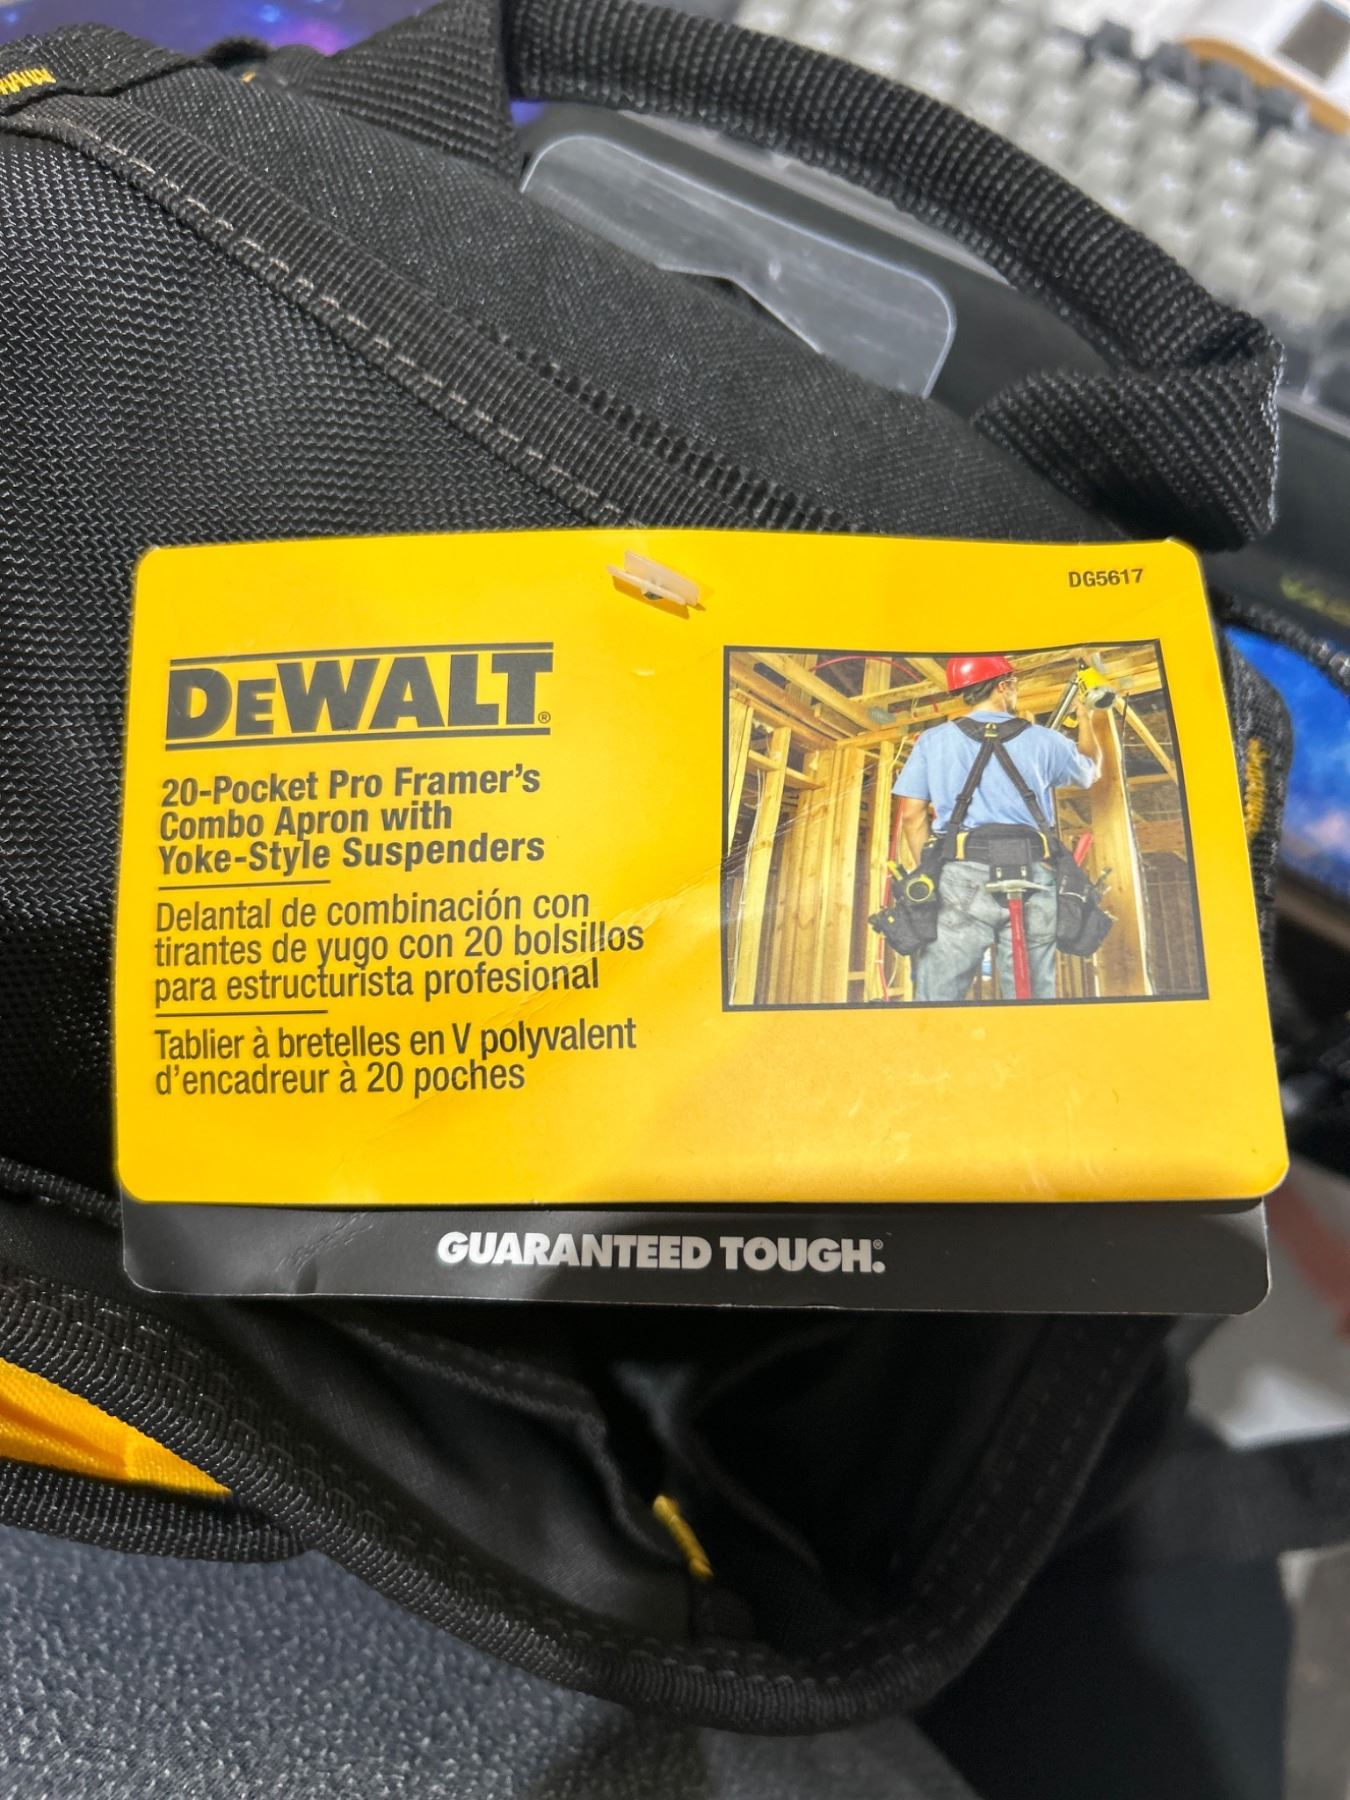 DG5617
DEWALT®
20-Pocket Pro Framer's
Combo Apron with
Yoke-Style Suspenders
Delantal de combinación con
tirantes de yugo con 20 bolsillos
para estructurista profesional
Tablier à bretelles en V polyvalent
d'encadreur à 20 poches
GUARANTEED TOUGH.®